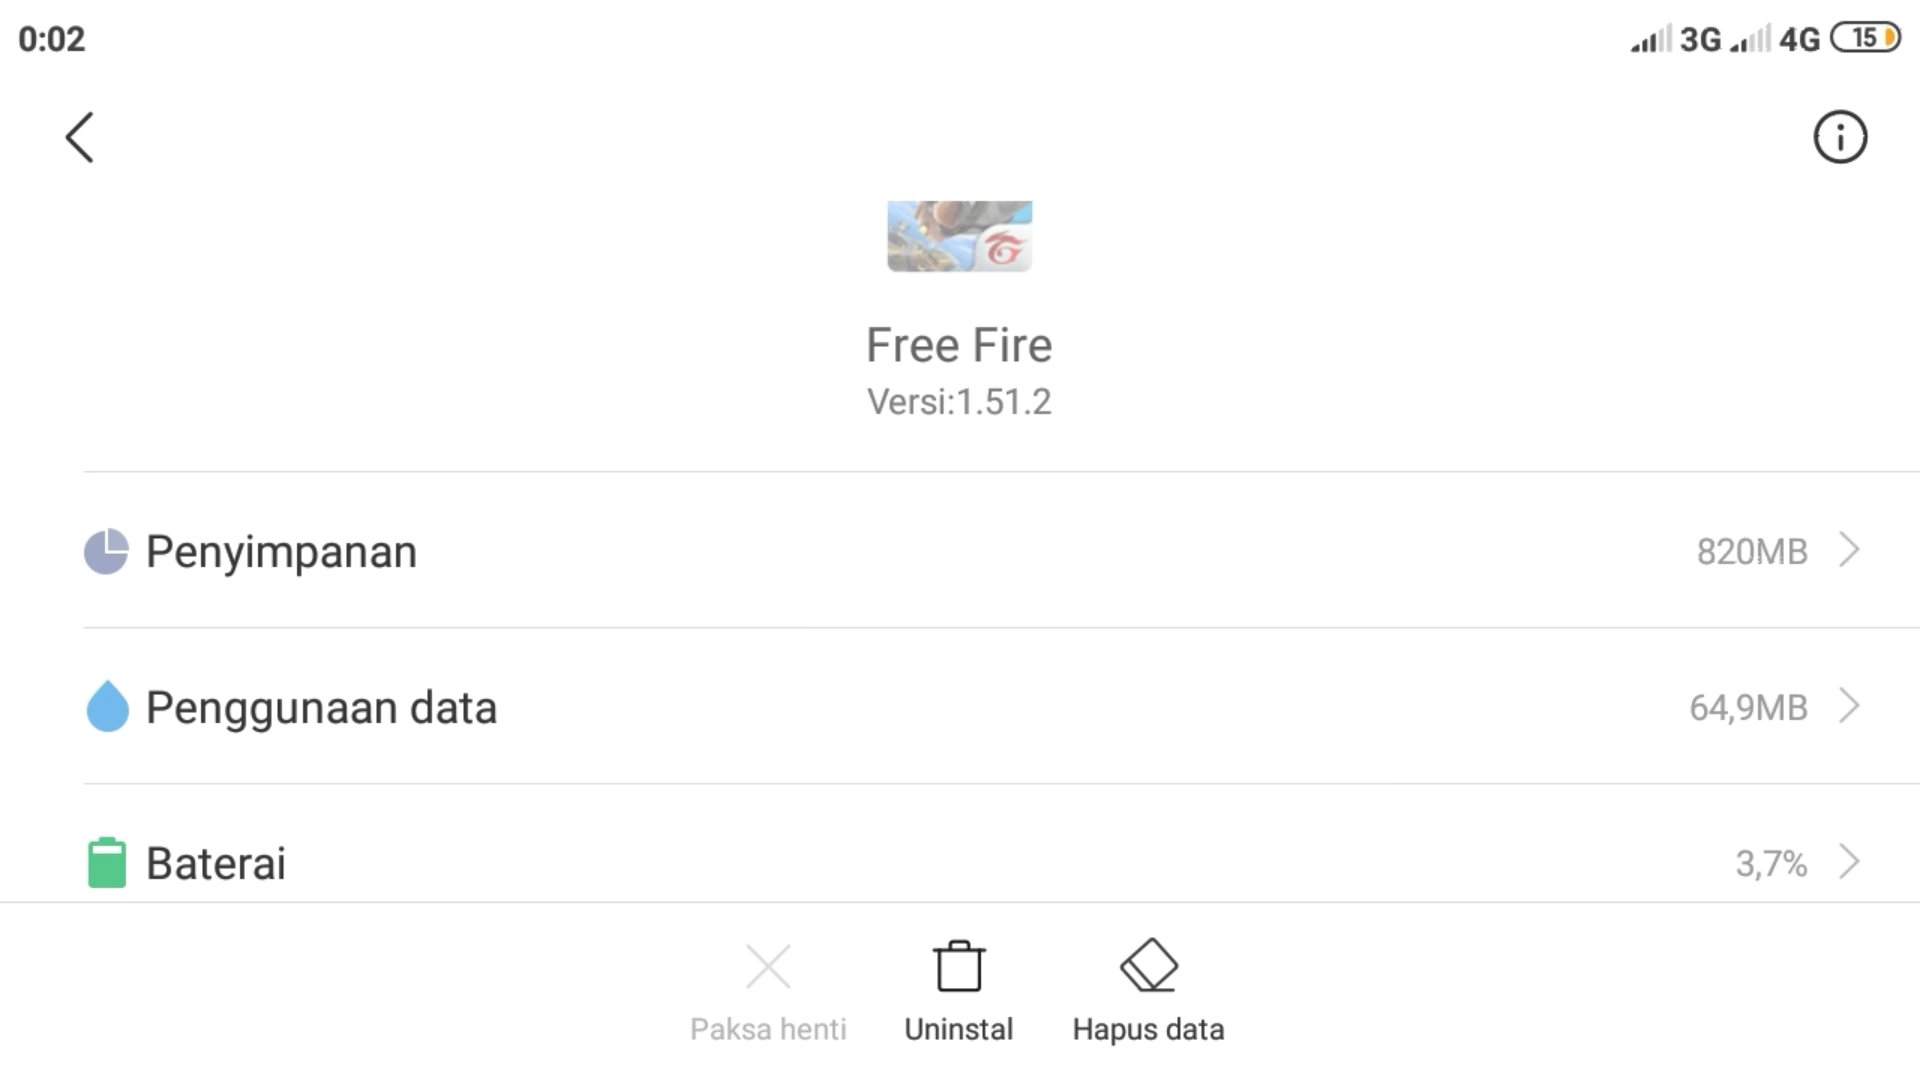 0:02
3G 4G 15
Free Fire
Versi:1.51.2
Penyimpanan 820MB
Penggunaan data 64,9MB
Baterai 3,7%
Paksa henti Uninstal Hapus data